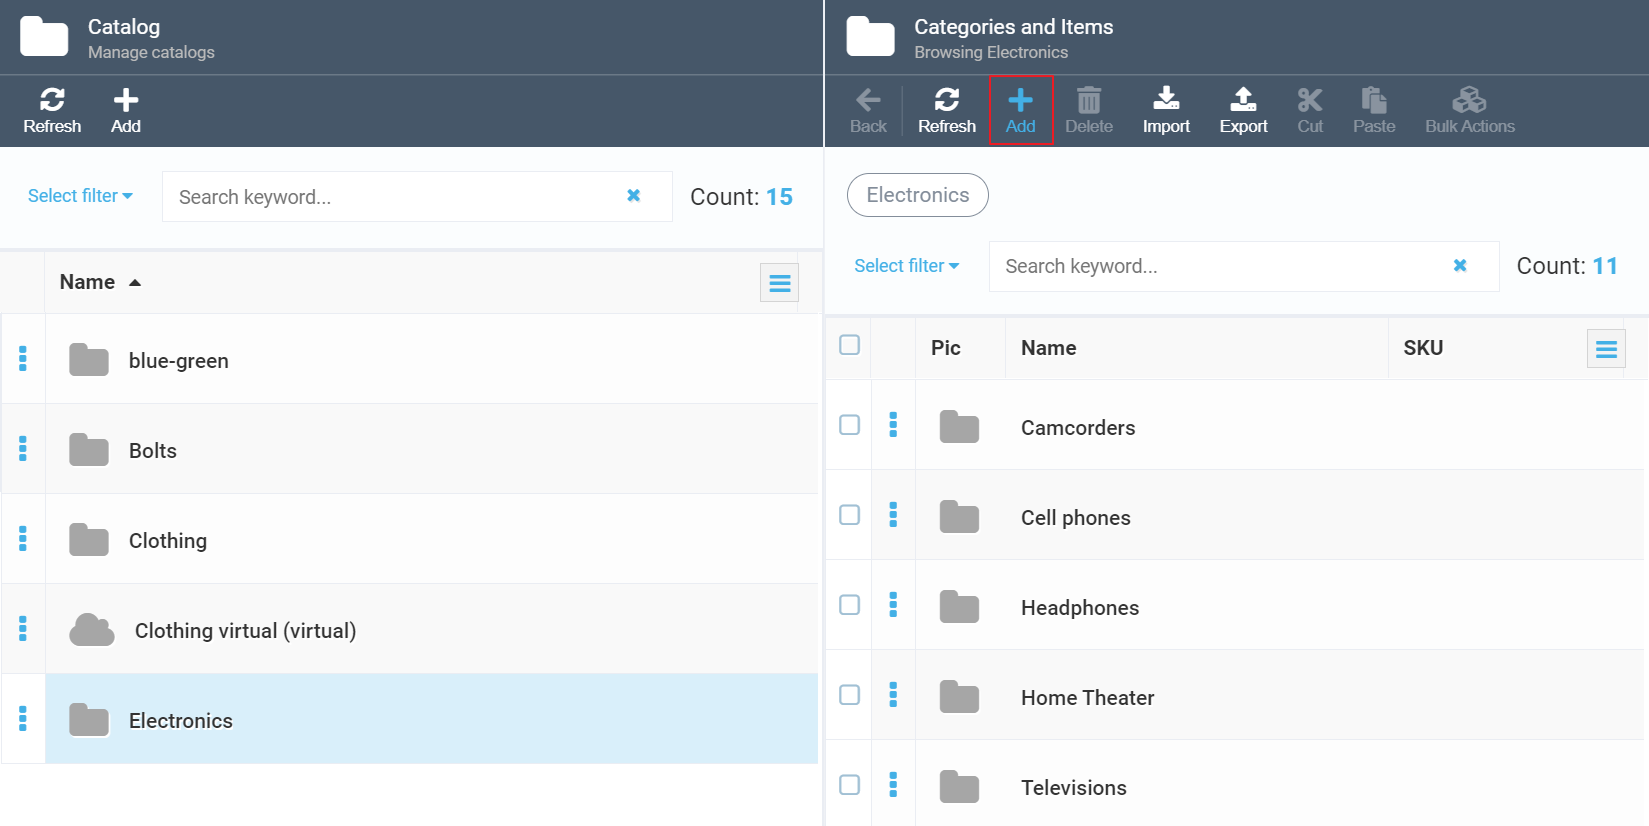 Catalog
Manage catalogs
Refresh Add
Select filter Search keyword... Count: 15
Name
blue-green
Bolts
Clothing
Clothing virtual (virtual)
Electronics
Categories and Items
Browsing Electronics
Back Refresh Add Delete Import Export Cut Paste Bulk Actions
Electronics
Select filter Search keyword... Count: 11
Pic Name SKU
Camcorders
Cell phones
Headphones
Home Theater
Televisions